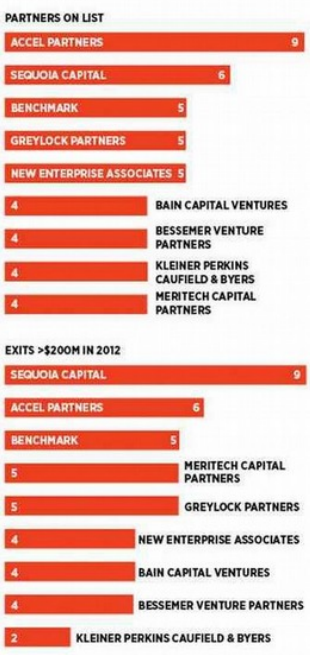 PARTNERS ON LIST
ACCEL PARTNERS 9
SEQUOIA CAPITAL 6
BENCHMARK 5
GREYLOCK PARTNERS 5
NEW ENTERPRISE ASSOCIATES 5
4 BAIN CAPITAL VENTURES
4 BESSEMER VENTURE
PARTNERS
4 KLEINER PERKINS
CAUFIELD & BYERS
4 MERITECH CAPITAL
PARTNERS
EXITS >$200M IN 2012
SEQUOIA CAPITAL 9
ACCEL PARTNERS 6
BENCHMARK 5
5 MERITECH CAPITAL
PARTNERS
5 GREYLOCK PARTNERS
4 NEW ENTERPRISE ASSOCIATES
4 BAIN CAPITAL VENTURES
4 BESSEMER VENTURE PARTNERS
2 KLEINER PERKINS CAUFIELD & BYERS